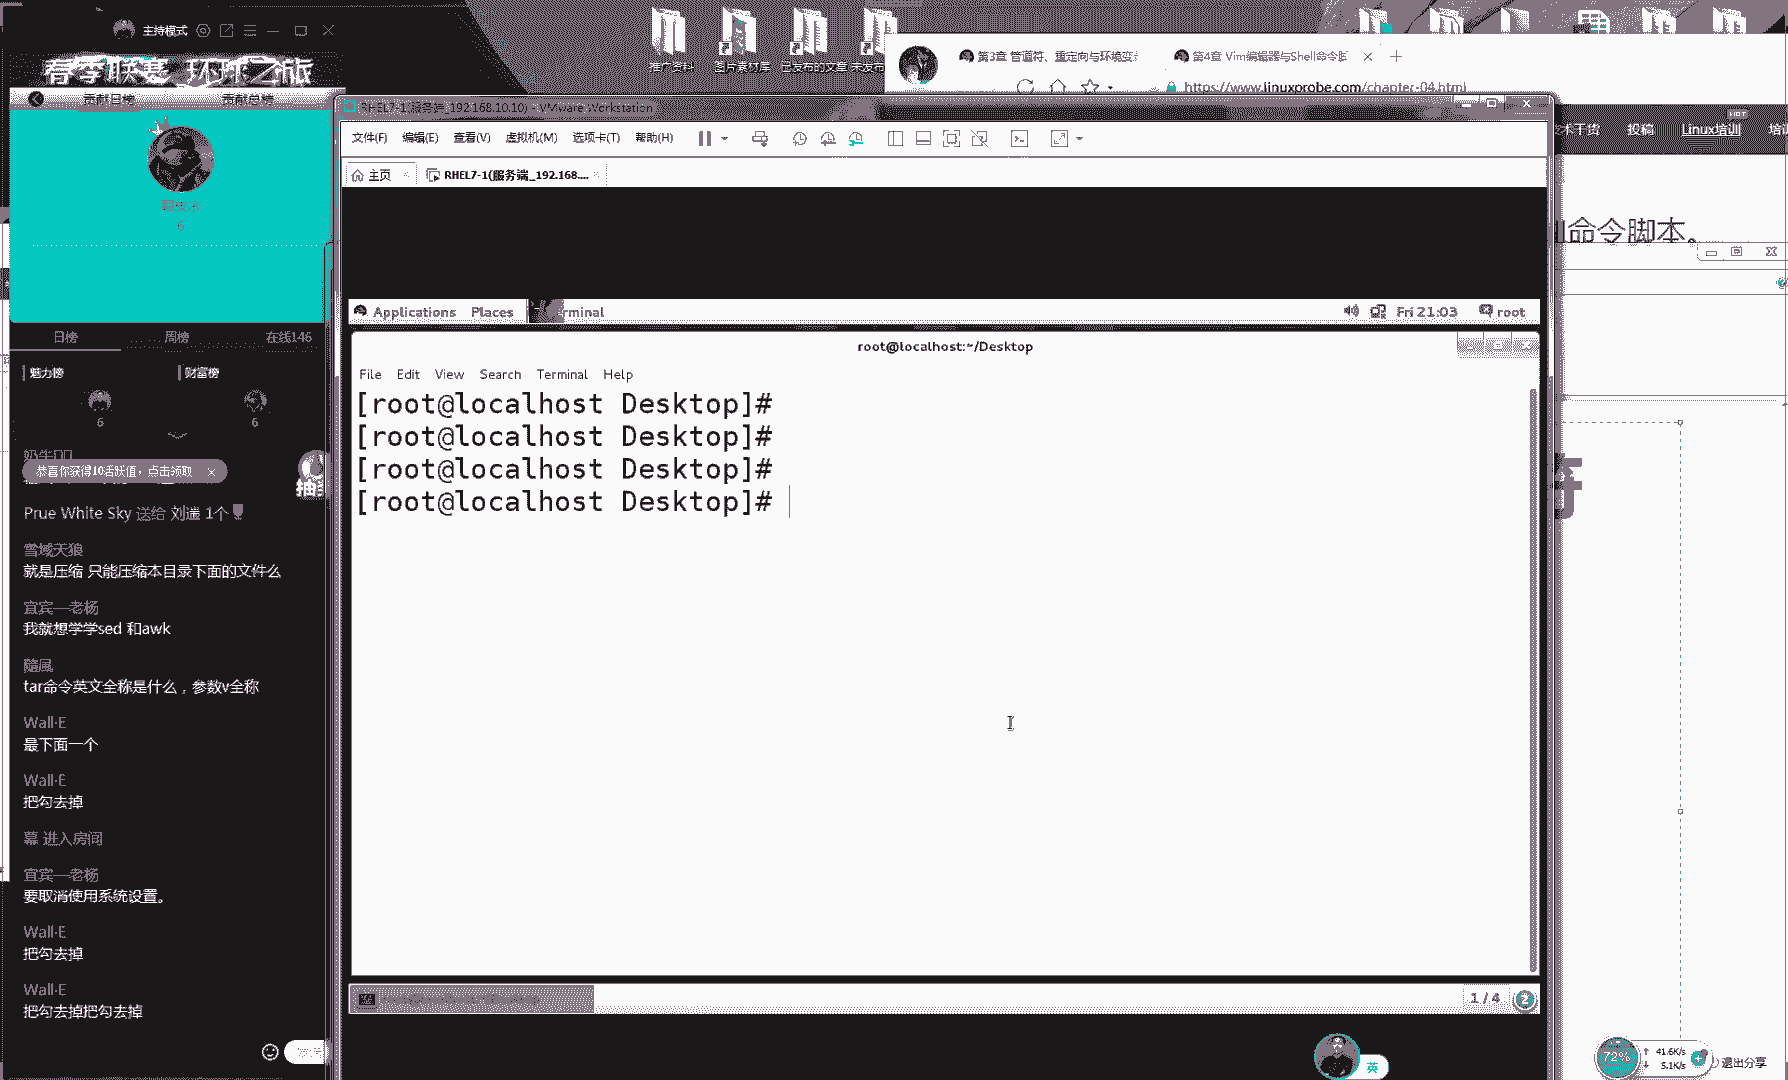 主持模式
春季联赛 环球之旅
贡献日榜 贡献总榜
6
日榜 周榜 在线146
魅力榜 财富榜
6 6
恭喜你获得10活跃值，点击领取
Prue White Sky 送给 刘遄 1个
雪域天狼
就是压缩 只能压缩本目录下面的文件么
宜宾—老杨
我就想学学sed 和awk
随風
tar命令英文全称是什么，参数v全称
Wall·E
最下面一个
Wall·E
把勾去掉
幕 进入房间
宜宾—老杨
要取消使用系统设置。
Wall·E
把勾去掉
Wall·E
把勾去掉把勾去掉
推广资料 图片素材库 已发布的文章 未发布
第3章 管道符、重定向与环境变
第4章 Vim编辑器与Shell命令脚
https://www.linuxprobe.com/chapter-04.html
RHEL7-1(服务端_192.168.10.10) - VMware Workstation
文件(F) 编辑(E) 查看(V) 虚拟机(M) 选项卡(T) 帮助(H)
主页 RHEL7-1(服务端_192.168....
HOT
术干货 投稿 Linux培训 培训
命令脚本。
Applications Places rminal Fri 21:03 root
root@localhost:~/Desktop
File Edit View Search Terminal Help
[root@localhost Desktop]#
[root@localhost Desktop]#
[root@localhost Desktop]#
[root@localhost Desktop]#
1 / 4 2
英
符
72% 41.6K/s
5.1K/s
退出分享